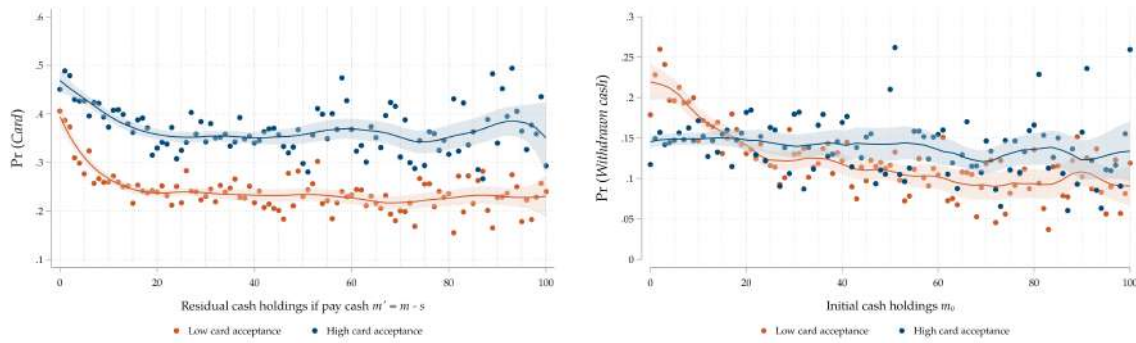 .6
.5
.4
.3
.2
.1
Pr (Card)
0 20 40 60 80 100
Residual cash holdings if pay cash m' = m - s
Low card acceptance High card acceptance
.3
.25
.2
.15
.1
.05
0
Pr (Withdrawn cash)
0 20 40 60 80 100
Initial cash holdings m₀
Low card acceptance High card acceptance